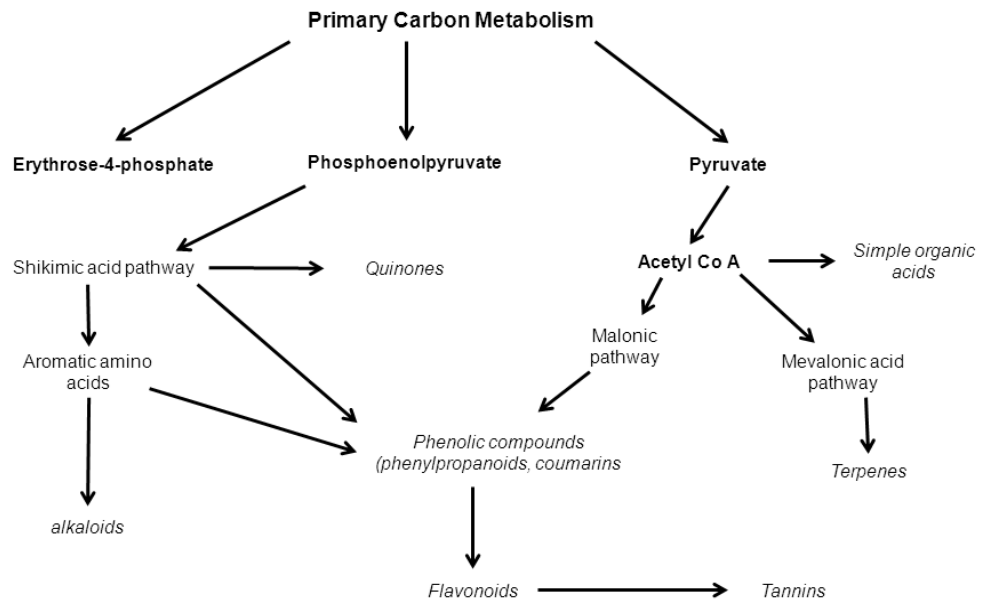 Primary Carbon Metabolism
Erythrose-4-phosphate
Phosphoenolpyruvate
Pyruvate
Shikimic acid pathway
Quinones
Acetyl Co A
Simple organic
acids
Aromatic amino
acids
Malonic
pathway
Mevalonic acid
pathway
Phenolic compounds
(phenylpropanoids, coumarins
Terpenes
alkaloids
Flavonoids
Tannins